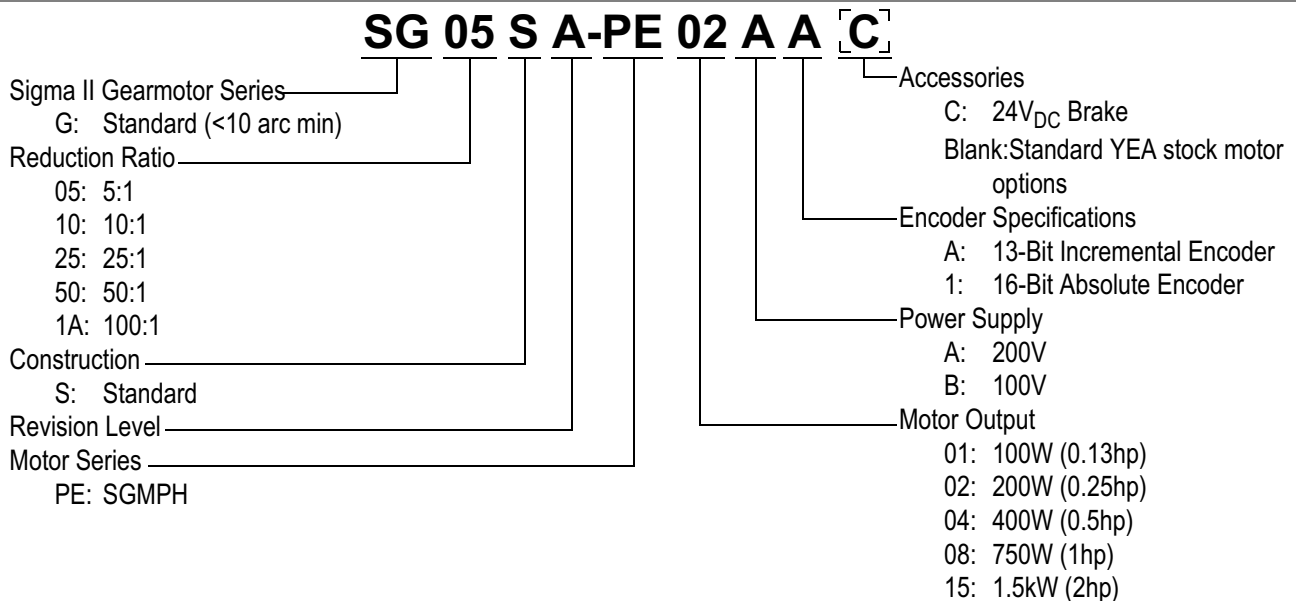 SG 05 S A-PE 02 A A C
Sigma II Gearmotor Series
G: Standard (<10 arc min)
Reduction Ratio
05: 5:1
10: 10:1
25: 25:1
50: 50:1
1A: 100:1
Construction
S: Standard
Revision Level
Motor Series
PE: SGMPH
Accessories
C: 24VDC Brake
Blank:Standard YEA stock motor
options
Encoder Specifications
A: 13-Bit Incremental Encoder
1: 16-Bit Absolute Encoder
Power Supply
A: 200V
B: 100V
Motor Output
01: 100W (0.13hp)
02: 200W (0.25hp)
04: 400W (0.5hp)
08: 750W (1hp)
15: 1.5kW (2hp)